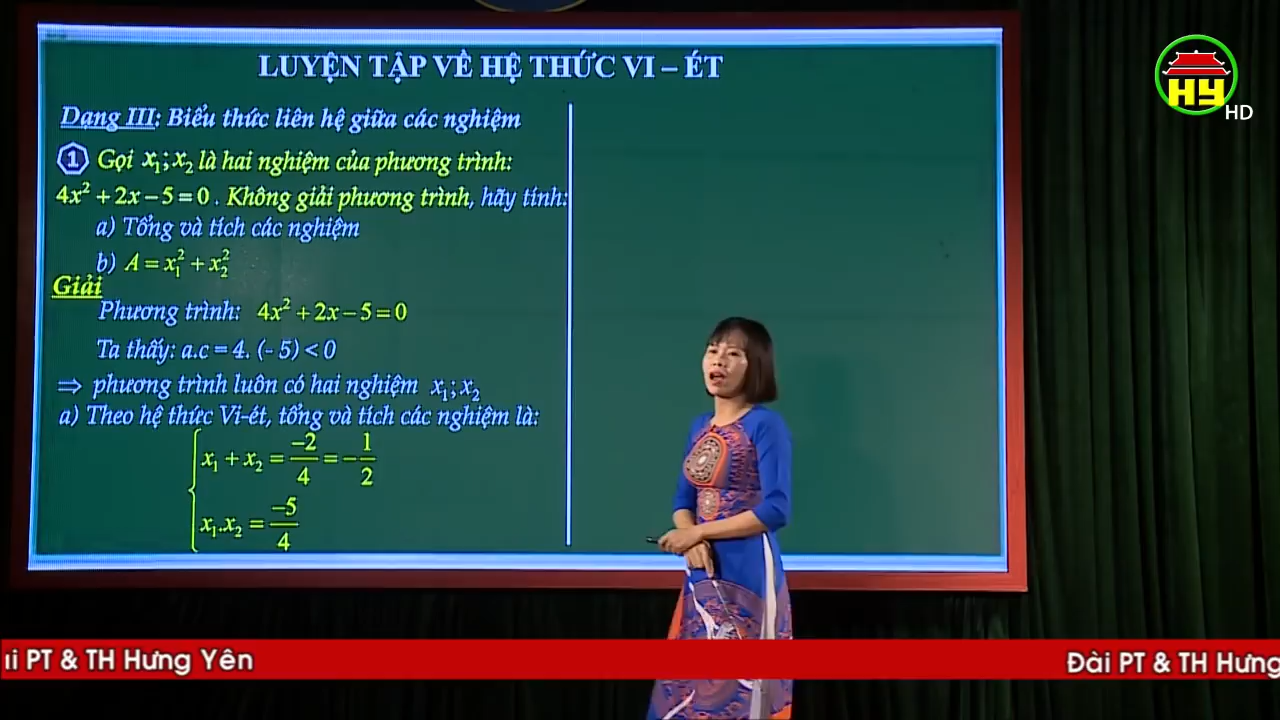 LUYỆN TẬP VỀ HỆ THỨC VI – ÉT
Dạng III: Biểu thức liên hệ giữa các nghiệm
1 Gọi x₁; x₂ là hai nghiệm của phương trình:
4x² + 2x – 5 = 0 . Không giải phương trình, hãy tính:
a) Tổng và tích các nghiệm
b) A = x₁² + x₂²
Giải
Phương trình: 4x² + 2x – 5 = 0
Ta thấy: a.c = 4. (- 5) < 0
⇒ phương trình luôn có hai nghiệm x₁; x₂
a) Theo hệ thức Vi-ét, tổng và tích các nghiệm là:
x₁ + x₂ = –2/4 = –1/2
x₁.x₂ = –5/4
HY
HD
PT & TH Hưng Yên
Đài PT & TH Hưng